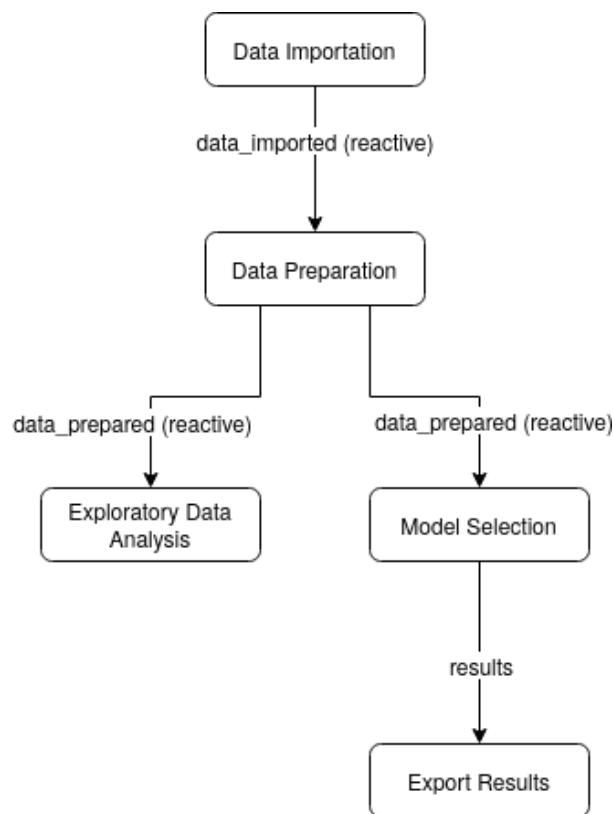 Data Importation
data_imported (reactive)
Data Preparation
data_prepared (reactive)
data_prepared (reactive)
Exploratory Data
Analysis
Model Selection
results
Export Results